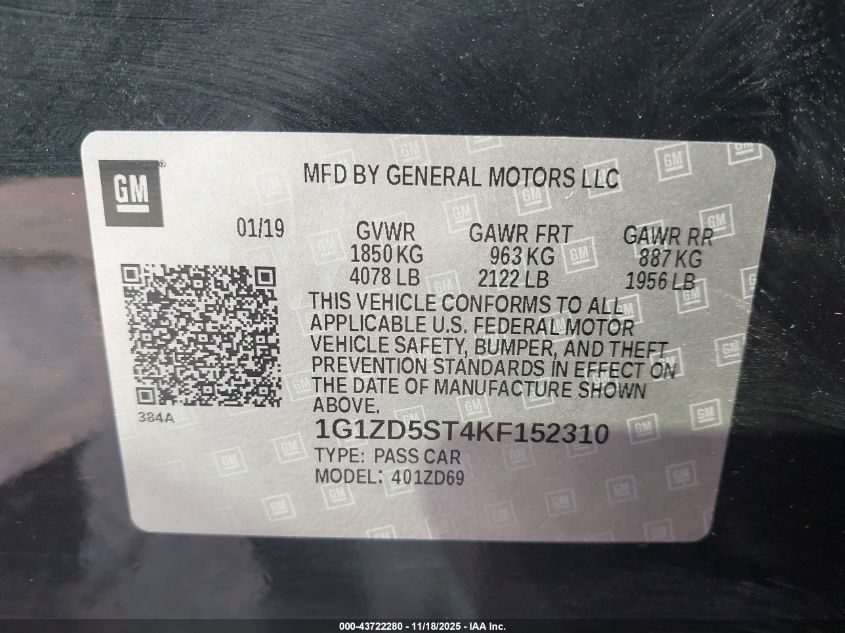 GM
MFD BY GENERAL MOTORS LLC
01/19
GVWR
1850 KG
4078 LB
GAWR FRT
963 KG
2122 LB
GAWR RR
887 KG
1956 LB
THIS VEHICLE CONFORMS TO ALL
APPLICABLE U.S. FEDERAL MOTOR
VEHICLE SAFETY, BUMPER, AND THEFT
PREVENTION STANDARDS IN EFFECT ON
THE DATE OF MANUFACTURE SHOWN
ABOVE.
384A
1G1ZD5ST4KF152310
TYPE: PASS CAR
MODEL: 401ZD69
000-43722280 - 11/18/2025 - IAA Inc.